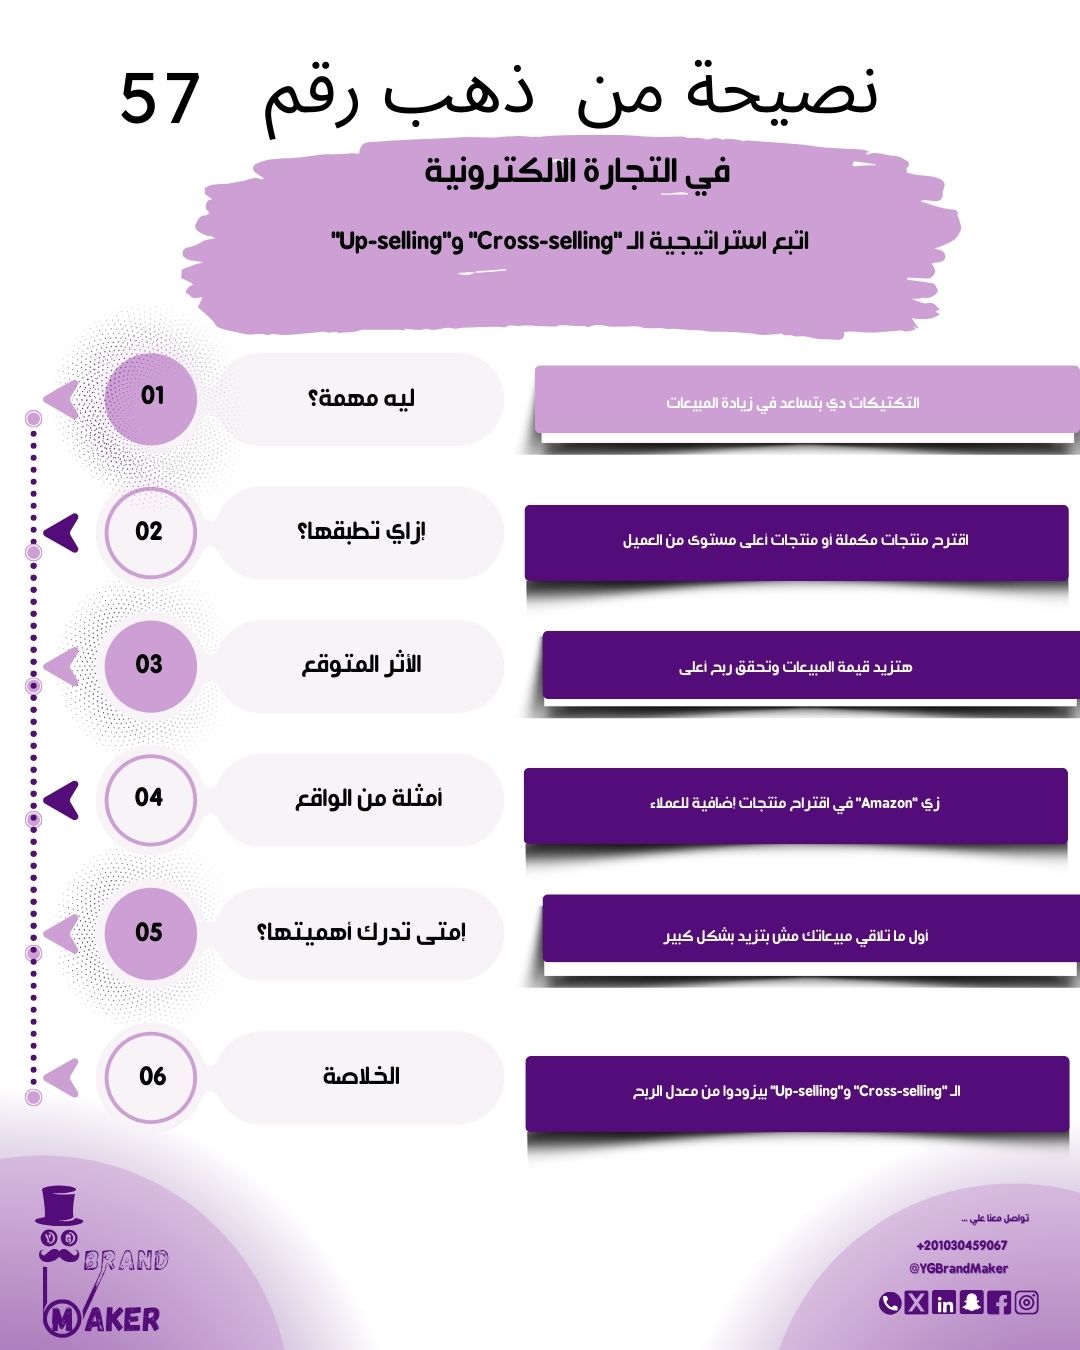 نصيحة من ذهب رقم 57
في التجارة الالكترونية
اتبع استراتيجية الـ "Cross-selling" و"Up-selling"
01
ليه مهمة؟
التكتيكات دي بتساعد في زيادة المبيعات
02
إزاي تطبقها؟
اقترح منتجات مكملة أو منتجات أعلى مستوى من العميل
03
الأثر المتوقع
هتزيد قيمة المبيعات وتحقق ربح أعلى
04
أمثلة من الواقع
زي "Amazon" في اقتراح منتجات إضافية للعملاء
05
إمتى تدرك أهميتها؟
أول ما تلاقي مبيعاتك مش بتزيد بشكل كبير
06
الخلاصة
الـ "Cross-selling" و"Up-selling" بيزودوا من معدل الربح
YG
BRAND
MAKER
تواصل معنا علي ...
+201030459067
@YGBrandMaker